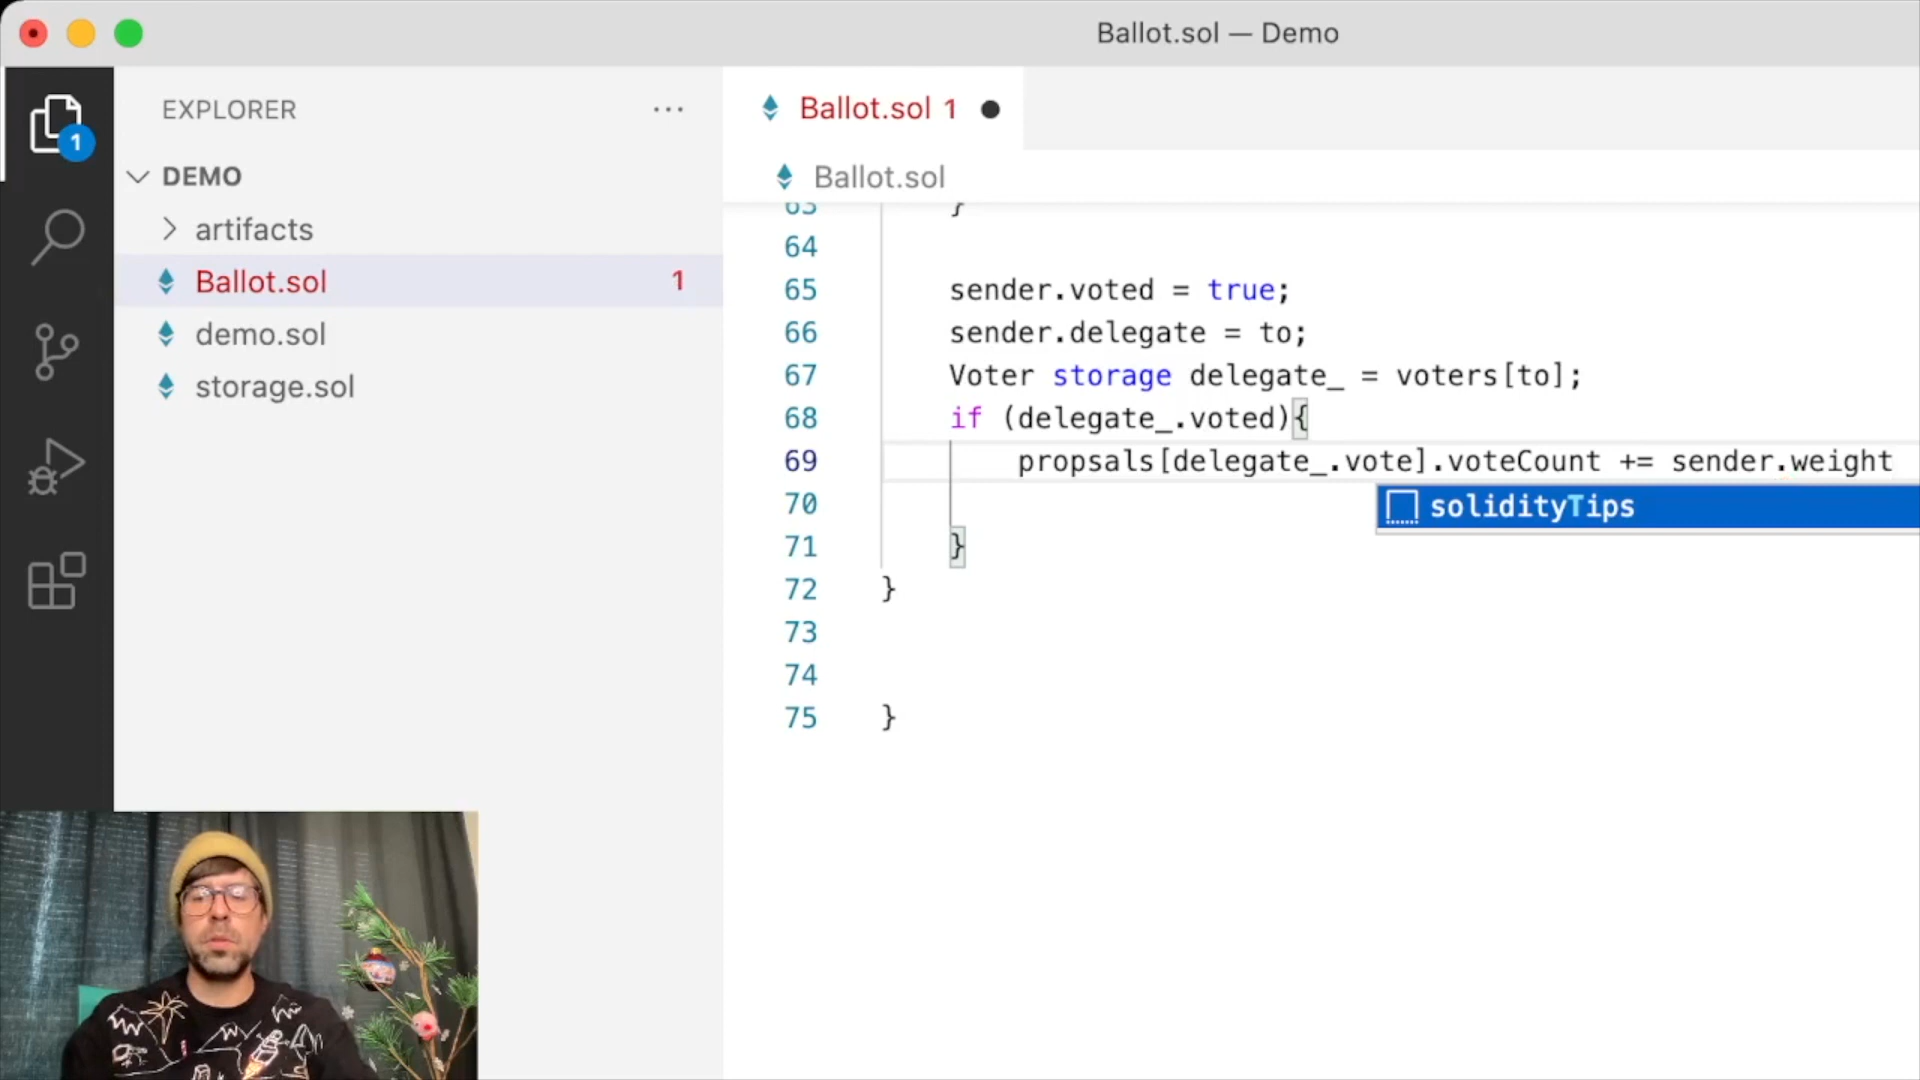 Ballot.sol — Demo
EXPLORER
Ballot.sol 1
1
DEMO
Ballot.sol
artifacts
63 }
64
Ballot.sol 1
65 sender.voted = true;
demo.sol
66 sender.delegate = to;
storage.sol
67 Voter storage delegate_ = voters[to];
68 if (delegate_.voted){
69 propsals[delegate_.vote].voteCount += sender.weight
70
solidityTips
71 }
72 }
73
74
75 }